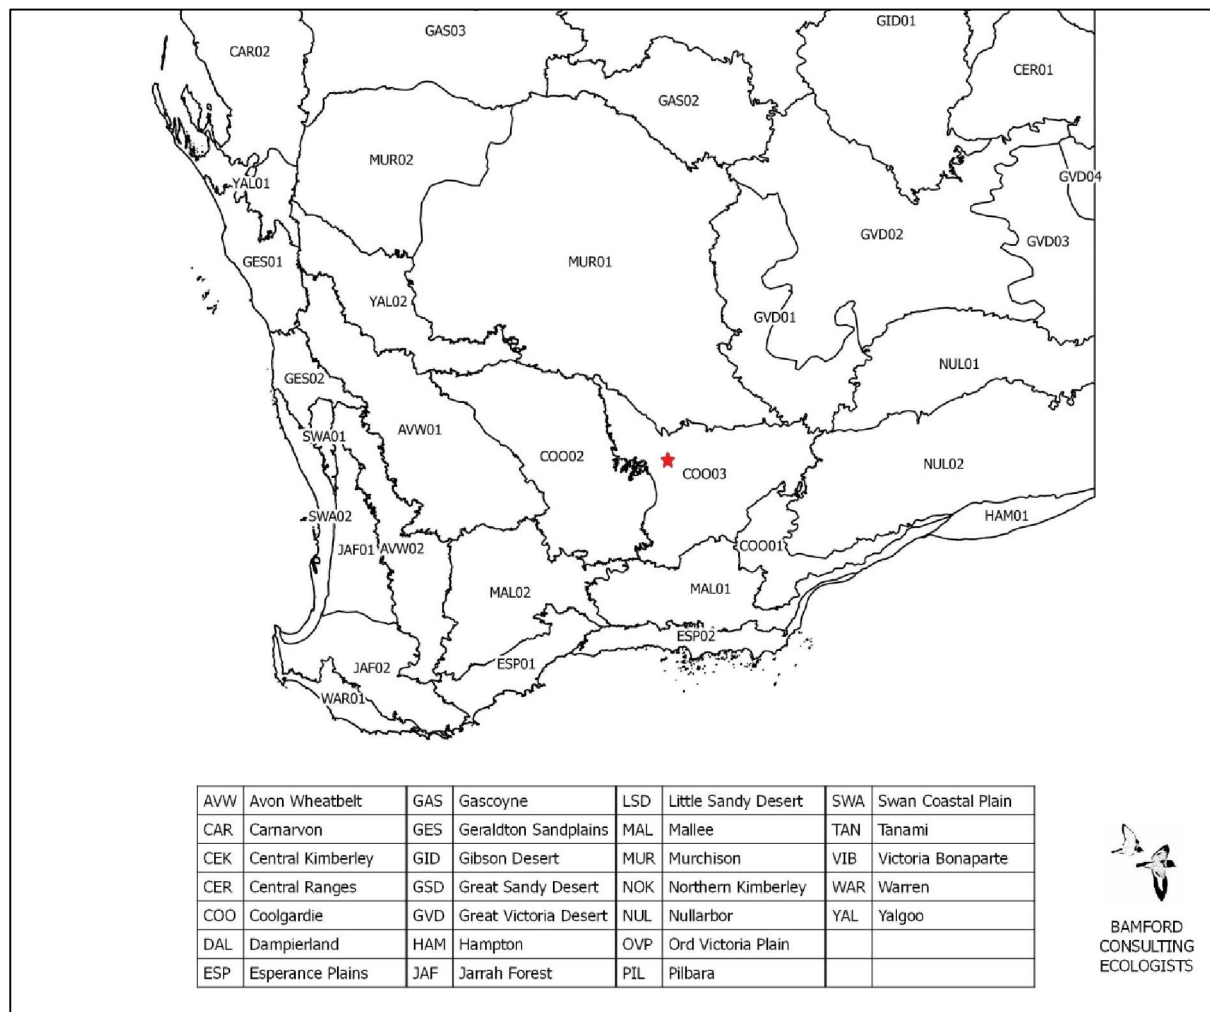 GAS03
GID01
CAR02
CER01
GAS02
MUR02
YAL01
GVD04
GVD02
GVD03
GES01
MUR01
YAL02
GVD01
NUL01
GES02
AVW01
SWA01
COO02
NUL02
COO03
SWA02
HAM01
JAF01
AVW02
COO01
MAL02
MAL01
ESP02
ESP01
JAF02
WAR01
AVW Avon Wheatbelt GAS Gascoyne LSD Little Sandy Desert SWA Swan Coastal Plain
CAR Carnarvon GES Geraldton Sandplains MAL Mallee TAN Tanami
CEK Central Kimberley GID Gibson Desert MUR Murchison VIB Victoria Bonaparte
CER Central Ranges GSD Great Sandy Desert NOK Northern Kimberley WAR Warren
COO Coolgardie GVD Great Victoria Desert NUL Nullarbor YAL Yalgoo
DAL Dampierland HAM Hampton OVP Ord Victoria Plain
ESP Esperance Plains JAF Jarrah Forest PIL Pilbara
BAMFORD
CONSULTING
ECOLOGISTS